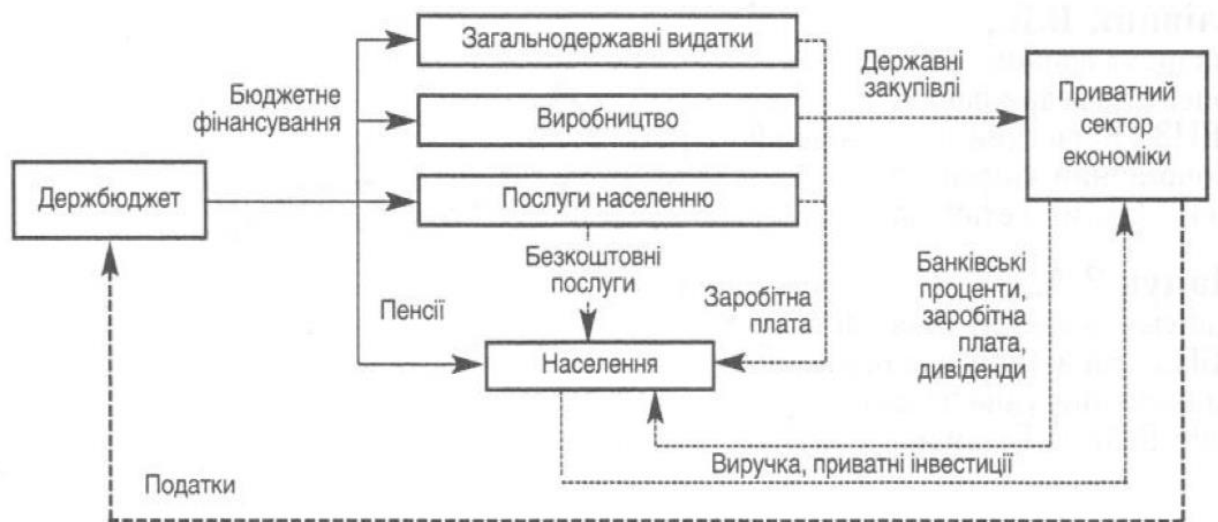 Загальнодержавні видатки
Державні
закупівлі
Приватний
сектор
економіки
Бюджетне
фінансування
Виробництво
Держбюджет
Послуги населенню
Безкоштовні
послуги
Пенсії
Заробітна
плата
Банківські
проценти,
заробітна
плата,
дивіденди
Населення
Виручка, приватні інвестиції
Податки